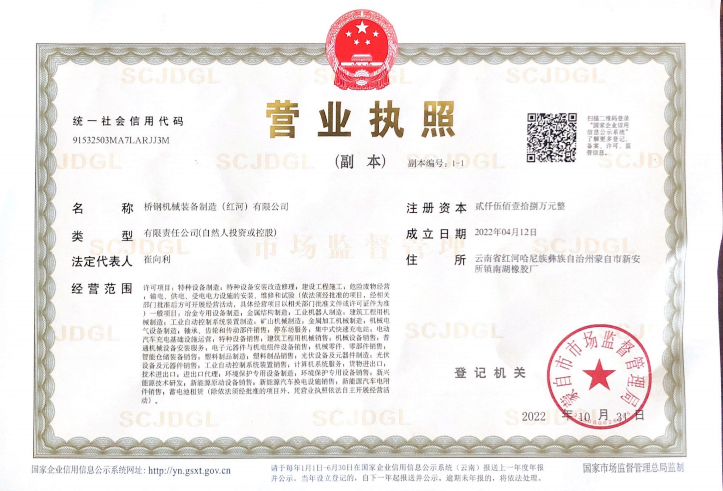 营业执照
(副 本)
副本编号: 1-1
统一社会信用代码
91532503MA7LARJJ3M
扫描二维码登录
“国家企业信用
信息公示系统”
了解更多登记、
备案、许可、监
管信息。
名 称 桥钢机械装备制造（红河）有限公司
类 型 有限责任公司(自然人投资或控股)
法定代表人 崔向利
经营范围 许可项目：特种设备制造；特种设备安装改造修理；建设工程施工；危险废物经营
；输电、供电、受电电力设施的安装、维修和试验（依法须经批准的项目，经相关
部门批准后方可开展经营活动，具体经营项目以相关部门批准文件或许可证件为准
）一般项目：冶金专用设备制造；金属结构制造；工业机器人制造；建筑工程用机
械制造；工业自动控制系统装置制造；矿山机械制造；金属加工机械制造；机械电
气设备制造；轴承、齿轮和传动部件销售；停车场服务；集中式快速充电站；电动
汽车充电基础设施运营；特种设备销售；建筑工程用机械销售；机械设备销售；普
通机械设备安装服务；电子元器件与机电组件设备销售；机械零件、零部件销售；
智能仓储装备销售；塑料制品制造；塑料制品销售；光伏设备及元器件制造；光伏
设备及元器件销售；工业自动控制系统装置销售；计算机系统服务；货物进出口；
技术进出口；进出口代理；环境保护专用设备制造；环境保护专用设备销售；新兴
能源技术研发；新能源原动设备销售；新能源汽车换电设施销售；新能源汽车电附
件销售；蓄电池租赁（除依法须经批准的项目外，凭营业执照依法自主开展经营活
动）。
注册资本 贰仟伍佰壹拾捌万元整
成立日期 2022年04月12日
住 所 云南省红河哈尼族彝族自治州蒙自市新安
所镇南湖橡胶厂
登记机关
蒙自市市场监督管理局
2022 年 10 月 31 日
SCJDGL
市场监督管理
国家企业信用信息公示系统网址: http://yn.gsxt.gov.cn
请于每年1月1日-6月30日在国家企业信用信息公示系统（云南）报送上一年度年报
并公示。当年设立登记的，自下一年起报送并公示。逾期未年报的，将依法处理。
国家市场监督管理总局监制